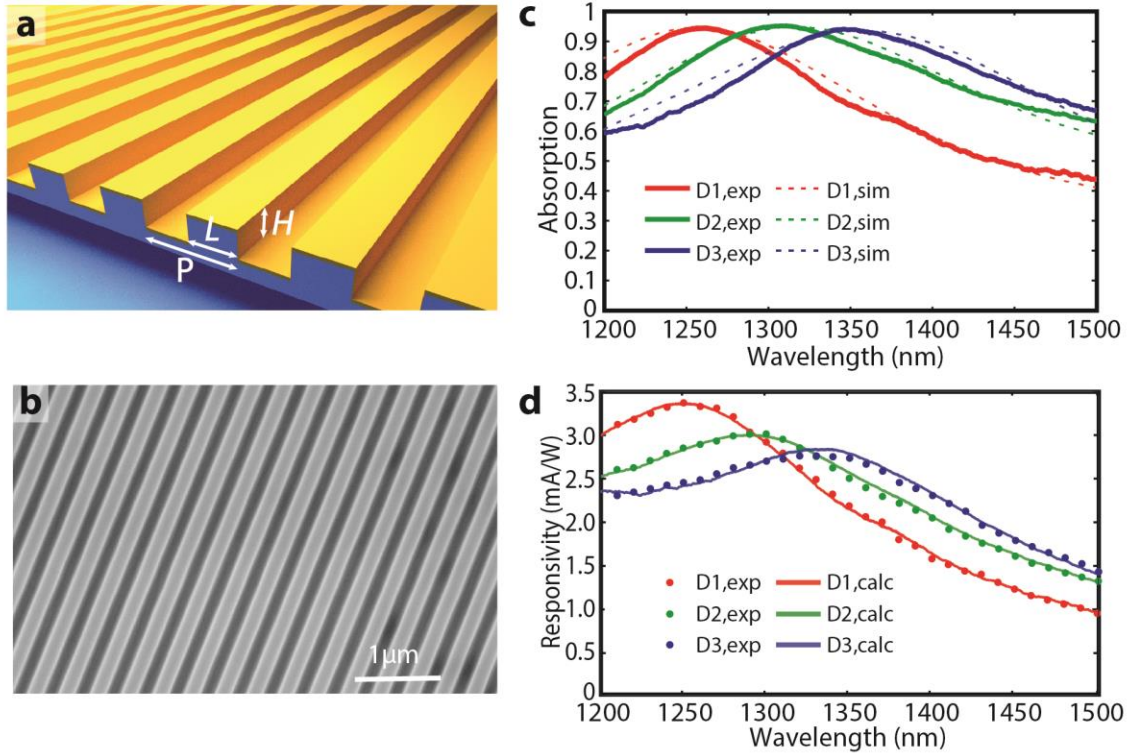 a
L
H
P
b
1μm
c
Absorption
1
0.9
0.8
0.7
0.6
0.5
0.4
0.3
0.2
0.1
0
D1,exp D1,sim
D2,exp D2,sim
D3,exp D3,sim
1200 1250 1300 1350 1400 1450 1500
Wavelength (nm)
d
Responsivity (mA/W)
3.5
3.0
2.5
2.0
1.5
1.0
0.5
0
D1,exp D1,calc
D2,exp D2,calc
D3,exp D3,calc
1200 1250 1300 1350 1400 1450 1500
Wavelength (nm)